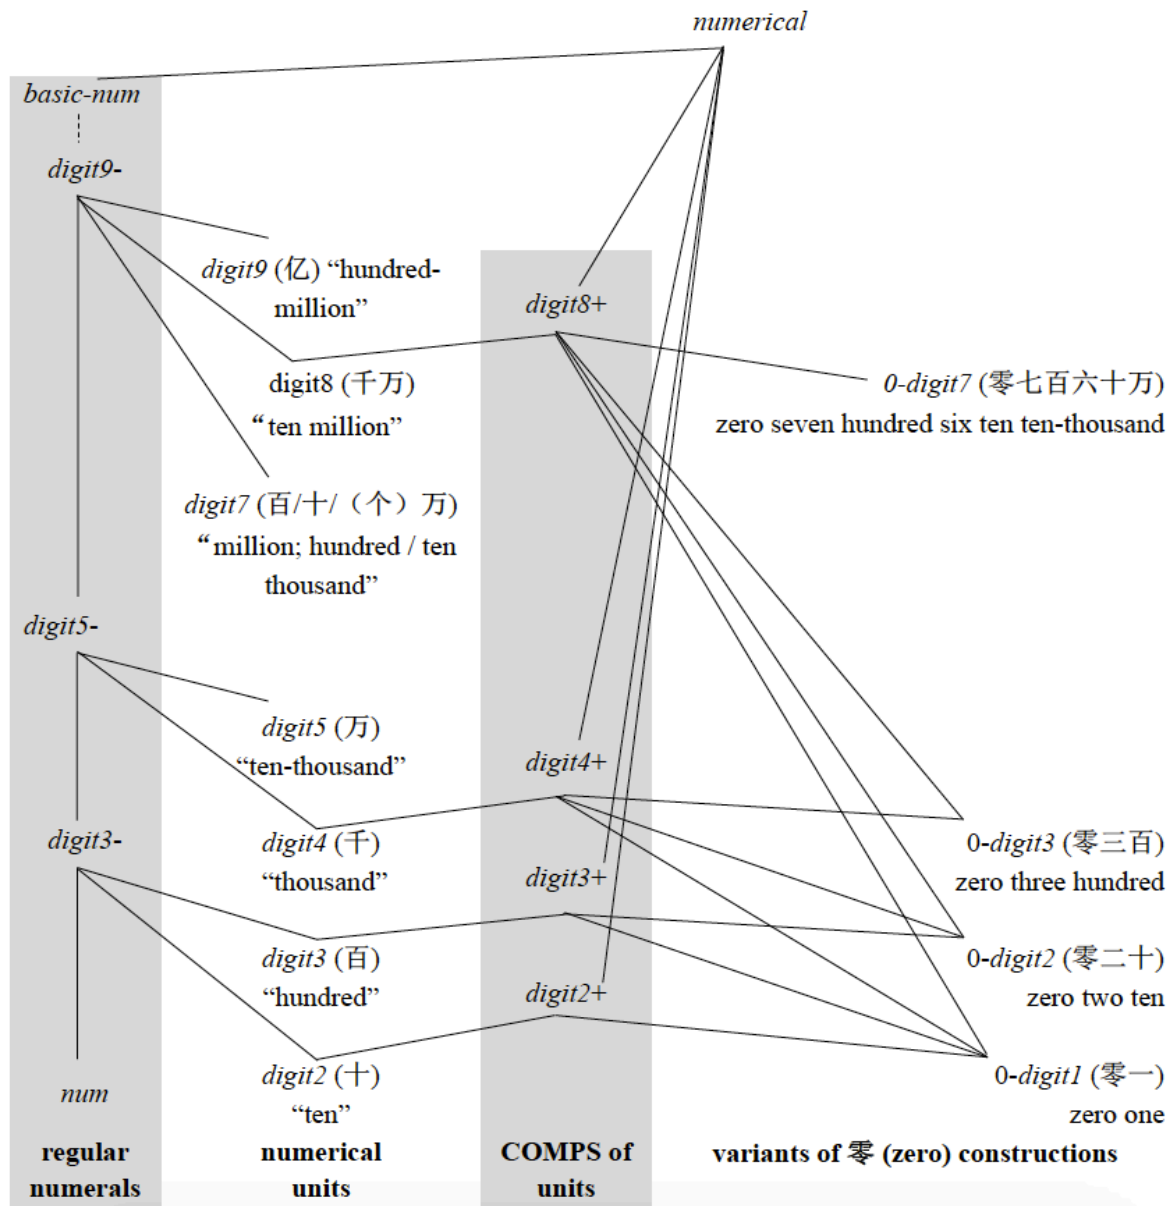 numerical
basic-num
digit9-
digit9 (亿) “hundred-
million”
digit8+
digit8 (千万)
“ten million”
0-digit7 (零七百六十万)
zero seven hundred six ten ten-thousand
digit7 (百/十/（个）万)
“million; hundred / ten
thousand”
digit5-
digit5 (万)
“ten-thousand”
digit4+
digit3-
digit4 (千)
“thousand”
0-digit3 (零三百)
zero three hundred
digit3+
digit3 (百)
“hundred”
0-digit2 (零二十)
zero two ten
digit2+
num
digit2 (十)
“ten”
0-digit1 (零一)
zero one
regular
numerals
numerical
units
COMPS of
units
variants of 零 (zero) constructions